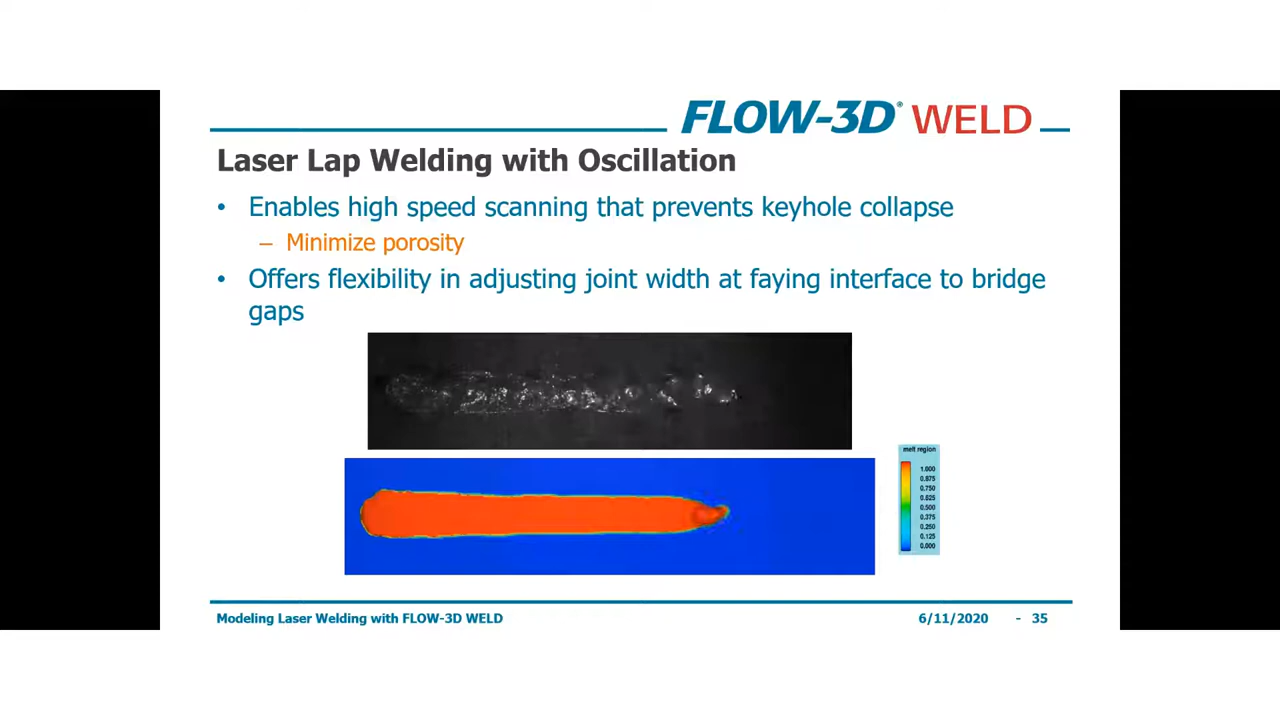 FLOW-3D® WELD
Laser Lap Welding with Oscillation
• Enables high speed scanning that prevents keyhole collapse
– Minimize porosity
• Offers flexibility in adjusting joint width at faying interface to bridge
gaps
melt region
1.000
0.875
0.750
0.625
0.500
0.375
0.250
0.125
0.000
Modeling Laser Welding with FLOW-3D WELD 6/11/2020 - 35